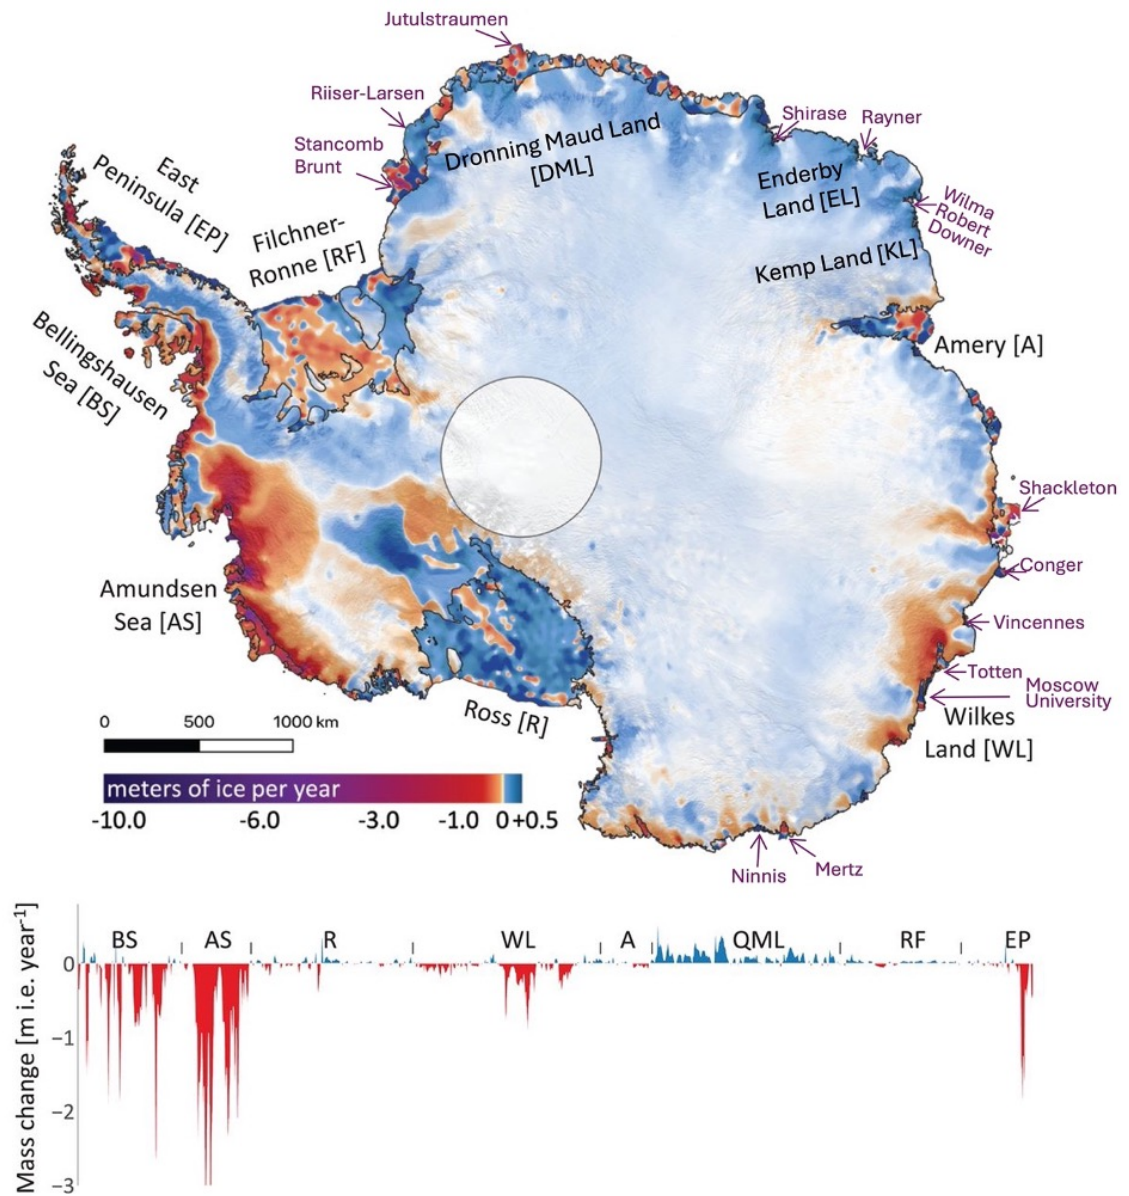 Jutulstraumen
Riiser-Larsen
Stancomb
Brunt
Shirase
Rayner
Dronning Maud Land
[DML]
Enderby
Land [EL]
Wilma
Robert
Downer
East
Peninsula [EP]
Filchner-
Ronne [RF]
Kemp Land [KL]
Bellingshausen
Sea [BS]
Amery [A]
Shackleton
Conger
Amundsen
Sea [AS]
Vincennes
Totten
Moscow
University
Ross [R]
Wilkes
Land [WL]
0 500 1000 km
meters of ice per year
-10.0 -6.0 -3.0 -1.0 0 +0.5
Ninnis
Mertz
Mass change [m i.e. year-1]
BS AS R WL A QML RF EP
0
−1
−2
−3